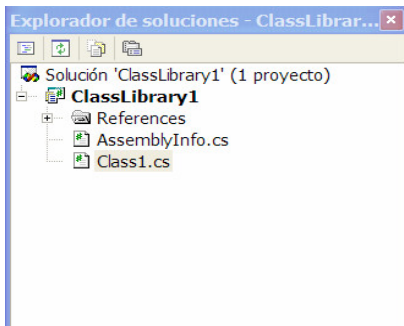 Explorador de soluciones - ClassLibrar...
Solución 'ClassLibrary1' (1 proyecto)
ClassLibrary1
References
AssemblyInfo.cs
Class1.cs